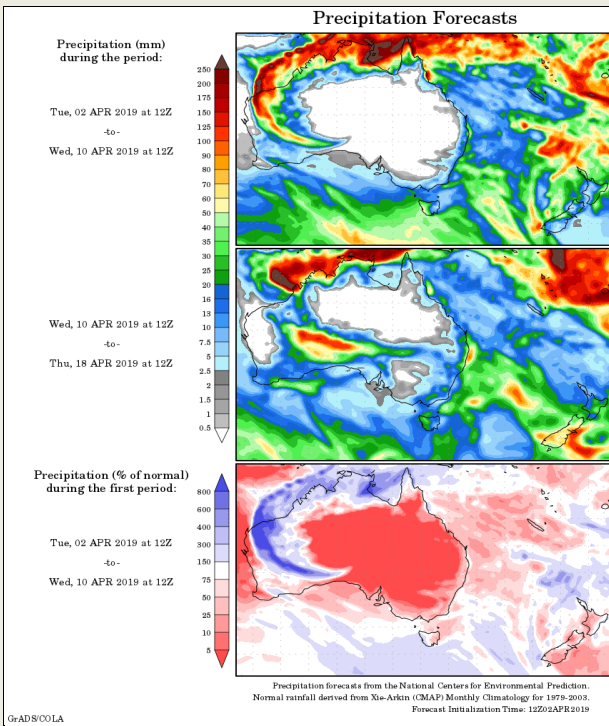 Precipitation Forecasts
Precipitation (mm)
during the period:
Tue, 02 APR 2019 at 12Z
-to-
Wed, 10 APR 2019 at 12Z
250
200
175
150
125
100
90
80
70
60
50
40
35
30
25
20
16
13
10
7.5
5
2.5
2
1.5
1
0.5
Wed, 10 APR 2019 at 12Z
-to-
Thu, 18 APR 2019 at 12Z
Precipitation (% of normal)
during the first period:
Tue, 02 APR 2019 at 12Z
-to-
Wed, 10 APR 2019 at 12Z
800
600
400
300
150
75
50
25
10
5
Precipitation forecasts from the National Centers for Environmental Prediction.
Normal rainfall derived from Xie-Arkin (CMAP) Monthly Climatology for 1979-2003.
Forecast Initialization Time: 12Z02APR2019
GrADS/COLA